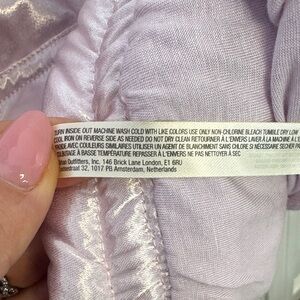 TURN INSIDE OUT MACHINE WASH COLD WITH LIKE COLORS USE ONLY NON-CHLORINE BLEACH TUMBLE DRY LOW
COOL IRON ON REVERSE SIDE AS NEEDED DO NOT DRY CLEAN RETOURNER À L'ENVERS LAVER À LA MACHINE À L'E
FROIDE AVEC COULEURS SIMILAIRES UTILISER UN AGENT DE BLANCHIMENT SANS CHLORE SI NÉCESSAIRE SÉCHER PAR
CULBUTAGE À BASSE TEMPÉRATURE REPASSER À L'ENVERS NE PAS NETTOYER À SEC
Urban Outfitters, Inc. 146 Brick Lane London, E1 6RU
32, 1017 PB Amsterdam, Netherlands